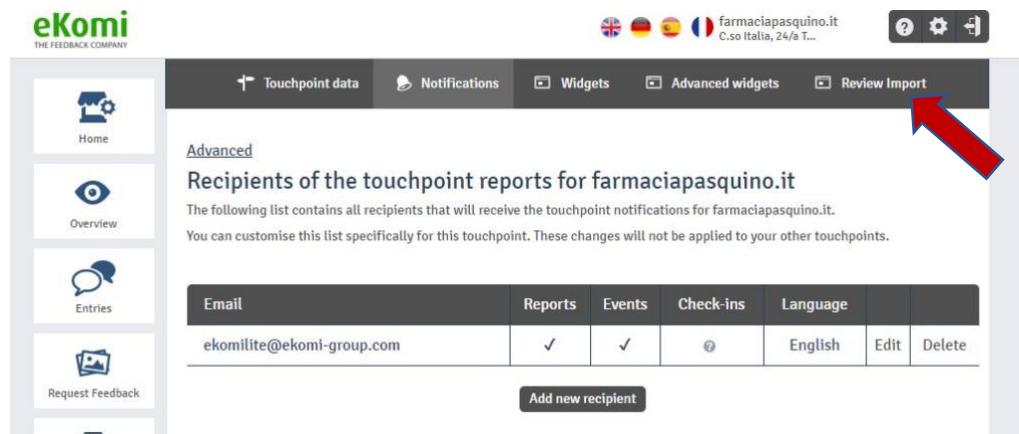 eKomi
THE FEEDBACK COMPANY
farmaciapasquino.it
C.so Italia, 24/a T...
Touchpoint data
Notifications
Widgets
Advanced widgets
Review Import
Home
Overview
Entries
Request Feedback
Advanced
Recipients of the touchpoint reports for farmaciapasquino.it
The following list contains all recipients that will receive the touchpoint notifications for farmaciapasquino.it.
You can customise this list specifically for this touchpoint. These changes will not be applied to your other touchpoints.
Email Reports Events Check-ins Language
ekomilite@ekomi-group.com ✓ ✓ English Edit Delete
Add new recipient